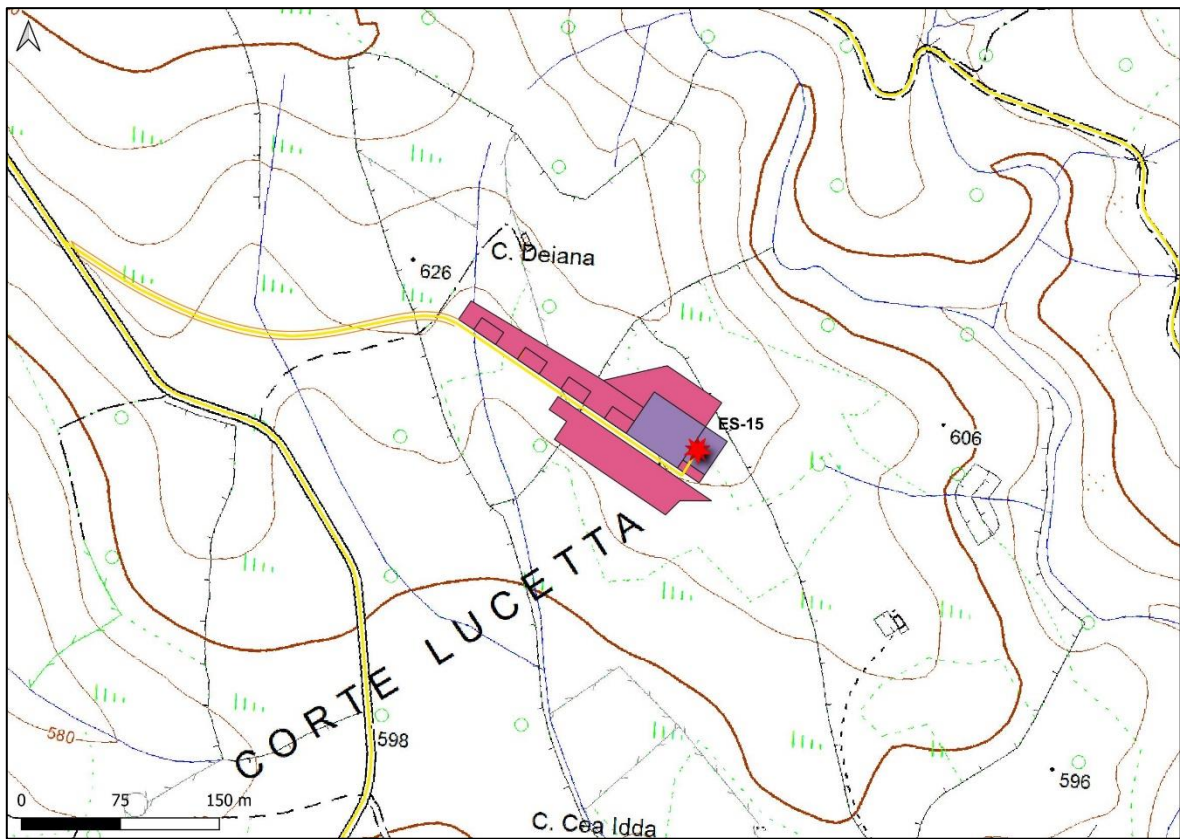 C. Deiana
626
ES-15
606
CORTE LUCETTA
580
598
596
0 75 150 m
C. Cea Idda